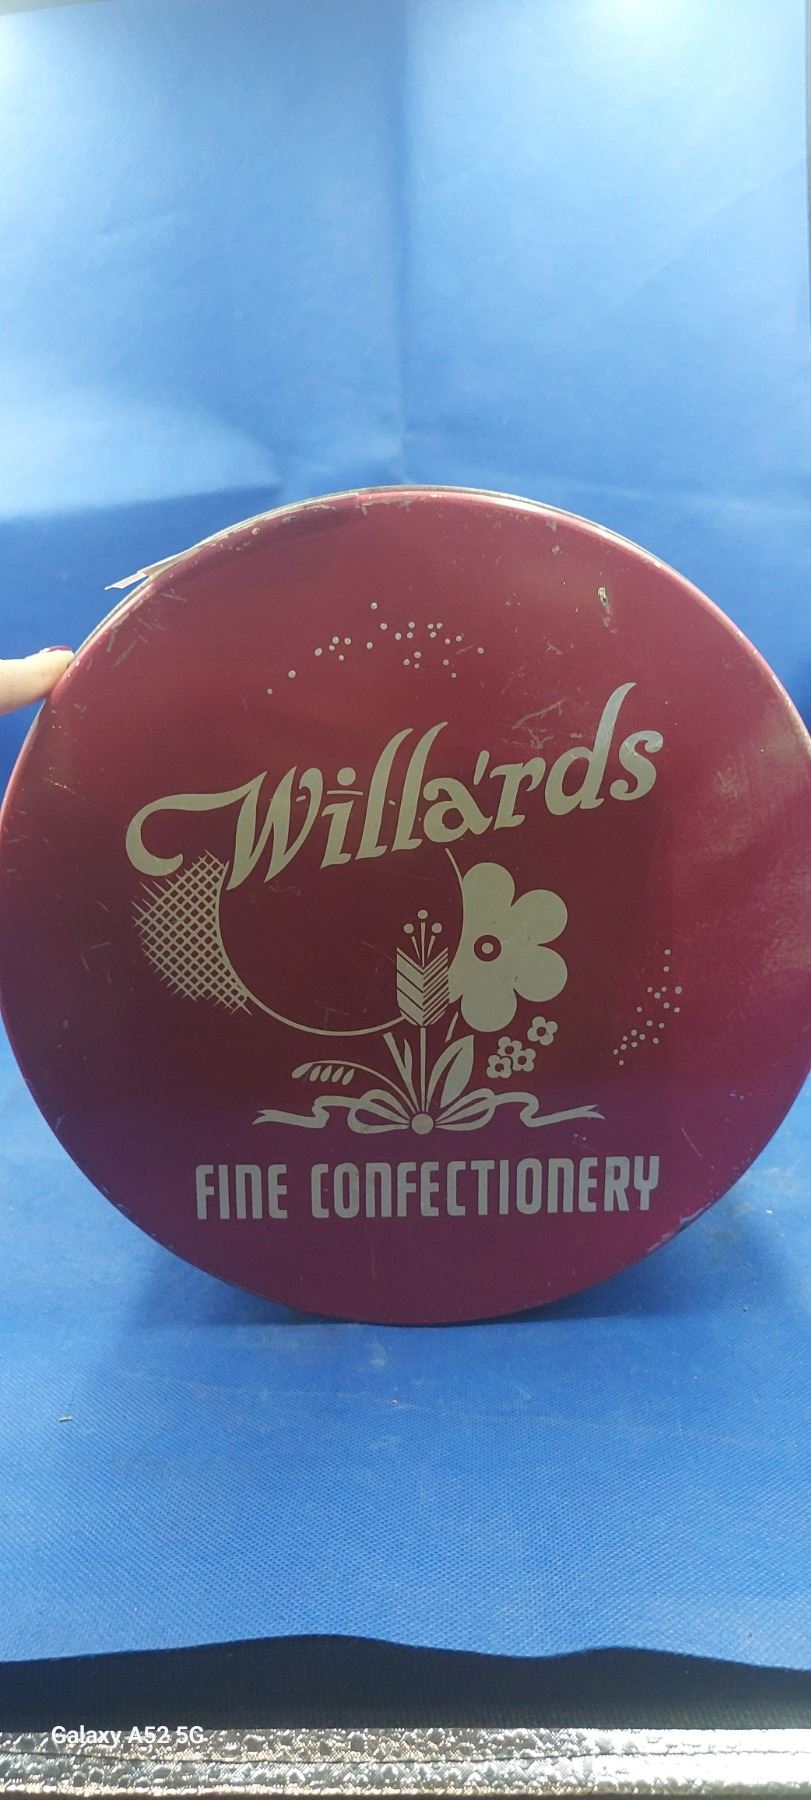 Willards
FINE CONFECTIONERY
Galaxy A52 5G